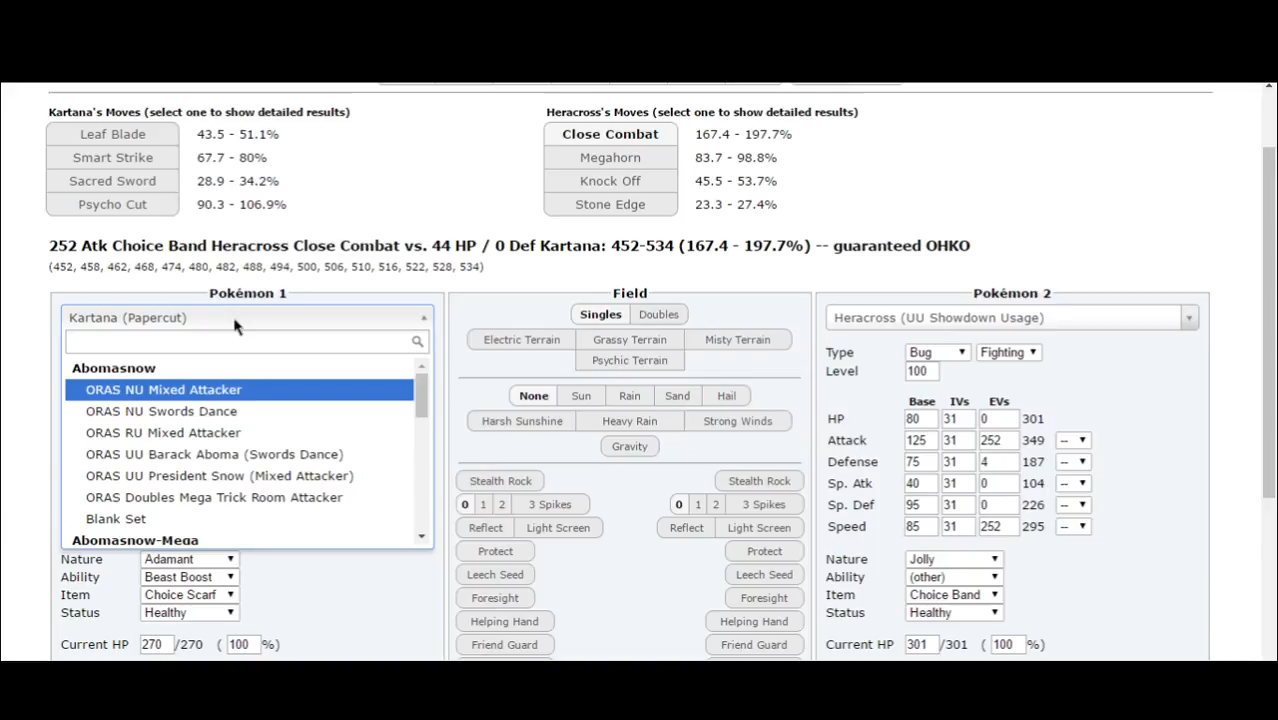 Kartana's Moves (select one to show detailed results)
Heracross's Moves (select one to show detailed results)
Leaf Blade 43.5 - 51.1%
Close Combat 167.4 - 197.7%
Smart Strike 67.7 - 80%
Megahorn 83.7 - 98.8%
Sacred Sword 28.9 - 34.2%
Knock Off 45.5 - 53.7%
Psycho Cut 90.3 - 106.9%
Stone Edge 23.3 - 27.4%
252 Atk Choice Band Heracross Close Combat vs. 44 HP / 0 Def Kartana: 452-534 (167.4 - 197.7%) -- guaranteed OHKO
(452, 458, 462, 468, 474, 480, 482, 488, 494, 500, 506, 510, 516, 522, 528, 534)
Pokémon 1
Kartana (Papercut)
Abomasnow
ORAS NU Mixed Attacker
ORAS NU Swords Dance
ORAS RU Mixed Attacker
ORAS UU Barack Aboma (Swords Dance)
ORAS UU President Snow (Mixed Attacker)
ORAS Doubles Mega Trick Room Attacker
Blank Set
Abomasnow-Mega
Nature Adamant
Ability Beast Boost
Item Choice Scarf
Status Healthy
Current HP 270 /270 ( 100 %)
Field
Singles Doubles
Electric Terrain Grassy Terrain Misty Terrain
Psychic Terrain
None Sun Rain Sand Hail
Harsh Sunshine Heavy Rain Strong Winds
Gravity
Stealth Rock Stealth Rock
0 1 2 3 Spikes 0 1 2 3 Spikes
Reflect Light Screen Reflect Light Screen
Protect Protect
Leech Seed Leech Seed
Foresight Foresight
Helping Hand Helping Hand
Friend Guard Friend Guard
Pokémon 2
Heracross (UU Showdown Usage)
Type Bug Fighting
Level 100
Base IVs EVs
HP 80 31 0 301
Attack 125 31 252 349 --
Defense 75 31 4 187 --
Sp. Atk 40 31 0 104 --
Sp. Def 95 31 0 226 --
Speed 85 31 252 295 --
Nature Jolly
Ability (other)
Item Choice Band
Status Healthy
Current HP 301 /301 ( 100 %)